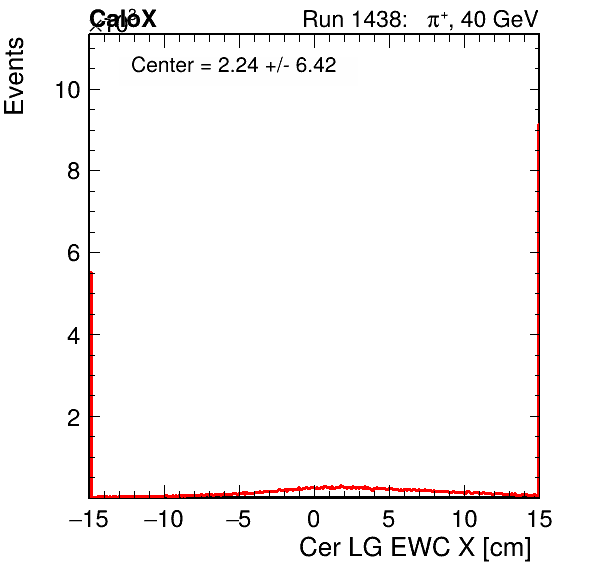 CaloX Run 1438: π+, 40 GeV
×10³
Center = 2.24 +/- 6.42
Events
10
8
6
4
2
−15 −10 −5 0 5 10 15
Cer LG EWC X [cm]